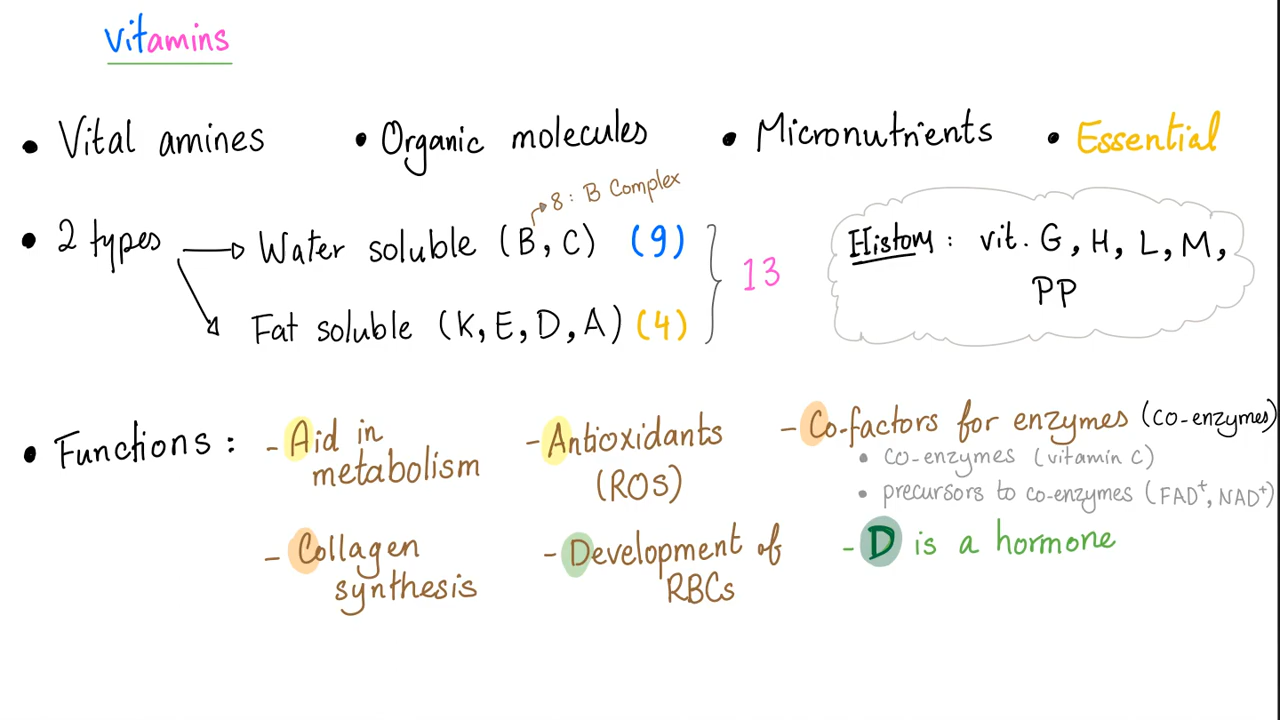 Vitamins
• Vital amines • Organic molecules • Micronutrients • Essential
8: B Complex
• 2 types Water soluble (B, C) (9)
13
Fat soluble (K, E, D, A) (4)
History: vit. G, H, L, M,
PP
• Functions:
- Aid in
metabolism
- Antioxidants
(ROS)
- Co-factors for enzymes (co-enzymes)
• co-enzymes (vitamin C)
• precursors to co-enzymes (FAD+, NAD+)
- Collagen
synthesis
- Development of
RBCs
- D is a hormone